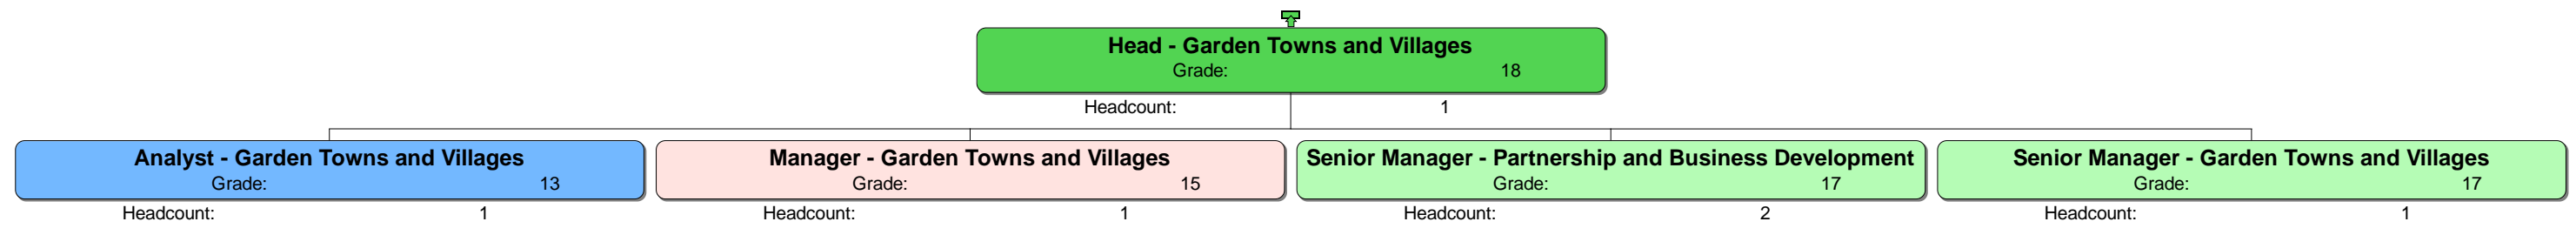 Head - Garden Towns and Villages
Grade: 18
Headcount: 1
Analyst - Garden Towns and Villages
Grade: 13
Headcount: 1
Manager - Garden Towns and Villages
Grade: 15
Headcount: 1
Senior Manager - Partnership and Business Development
Grade: 17
Headcount: 2
Senior Manager - Garden Towns and Villages
Grade: 17
Headcount: 1